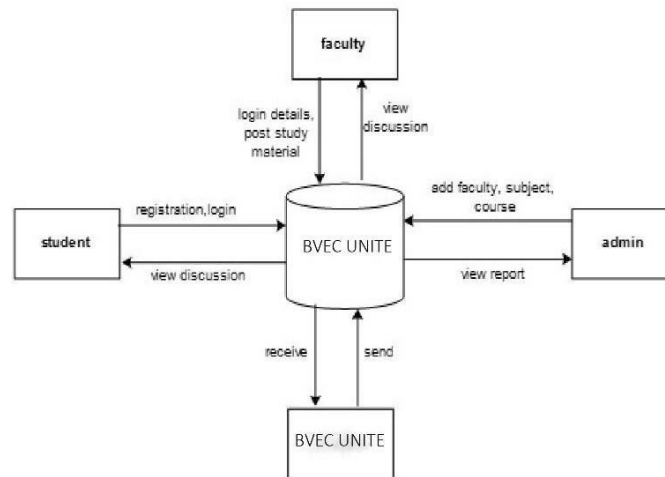 faculty
login details,
post study
material
view
discussion
registration,login
student
view discussion
BVEC UNITE
add faculty, subject,
course
admin
view report
receive
send
BVEC UNITE